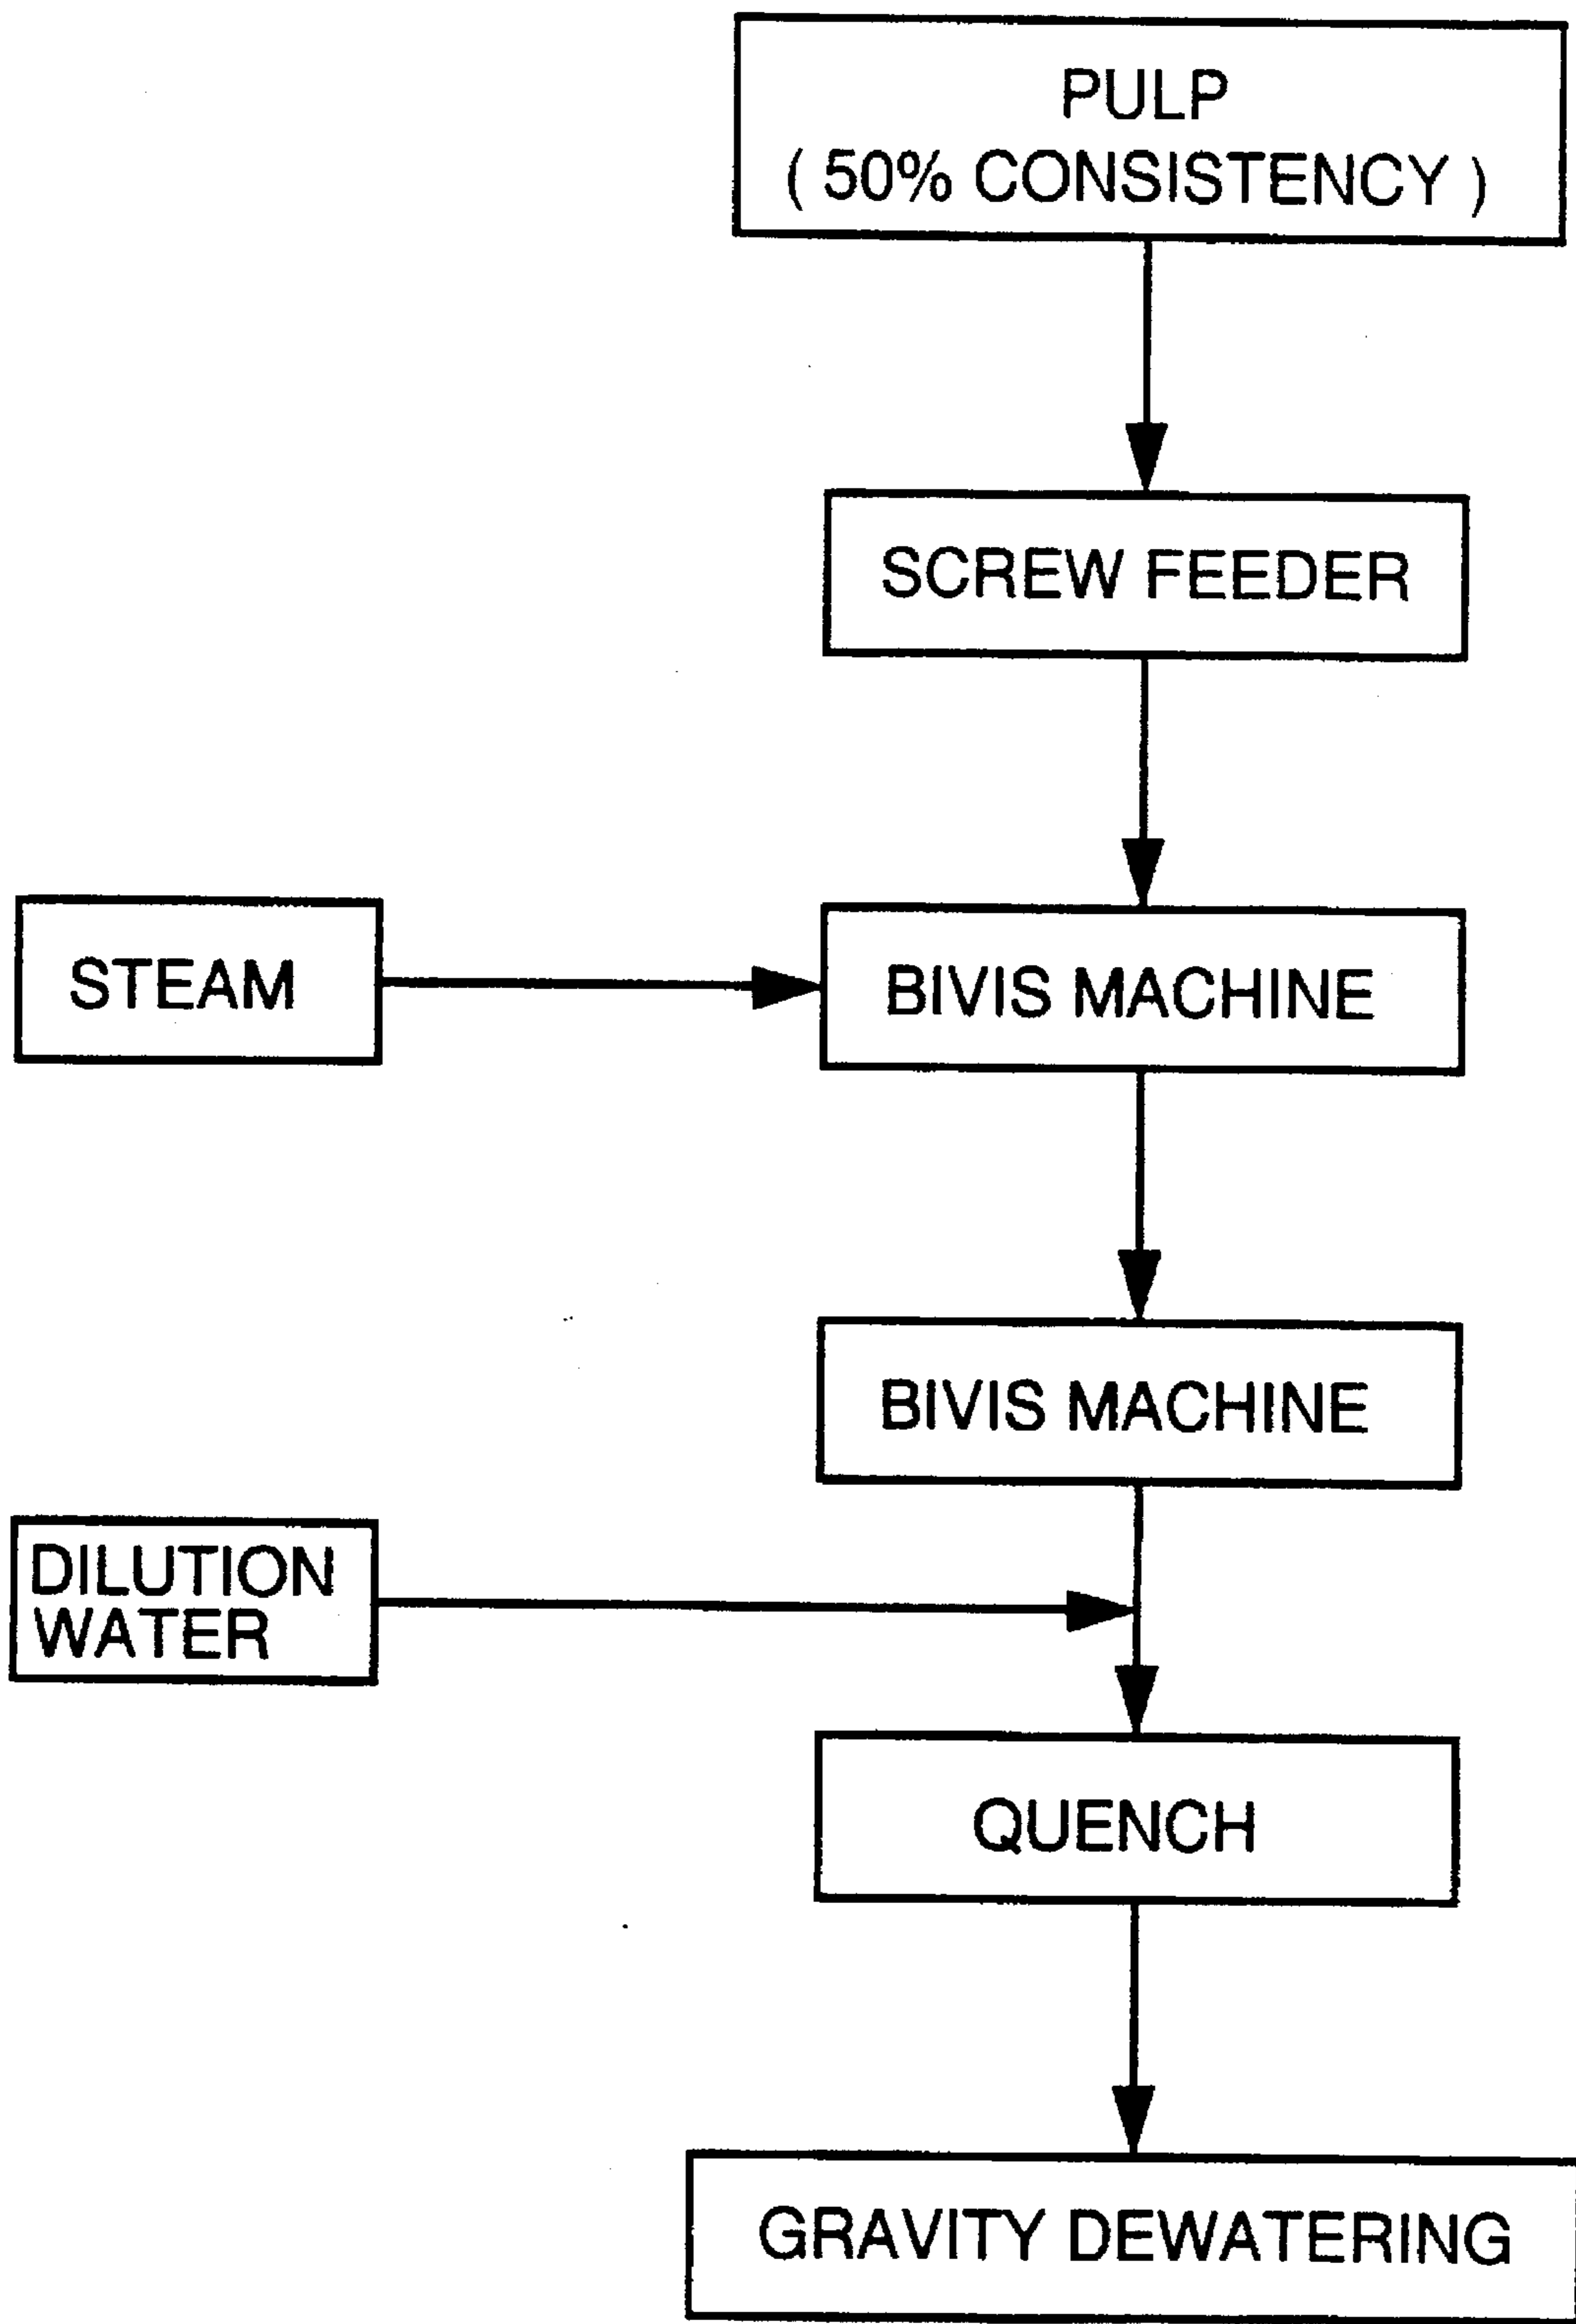 PULP
( 50% CONSISTENCY )
SCREW FEEDER
STEAM
BIVIS MACHINE
BIVIS MACHINE
DILUTION
WATER
QUENCH
GRAVITY DEWATERING